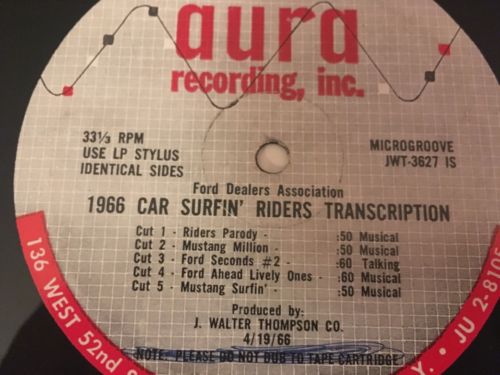 aura
recording, inc.
33⅓ RPM
USE LP STYLUS
IDENTICAL SIDES
MICROGROOVE
JWT-3627 IS
Ford Dealers Association
1966 CAR SURFIN' RIDERS TRANSCRIPTION
Cut 1 - Riders Parody - :50 Musical
Cut 2 - Mustang Million - :50 Musical
Cut 3 - Ford Seconds #2 - :60 Talking
Cut 4 - Ford Ahead Lively Ones - :60 Musical
Cut 5 - Mustang Surfin' - :50 Musical
Produced by:
J. WALTER THOMPSON CO.
4/19/66
NOTE: PLEASE DO NOT DUB TO TAPE CARTRIDGE
136 WEST 52nd
Y. • JU 2-8105